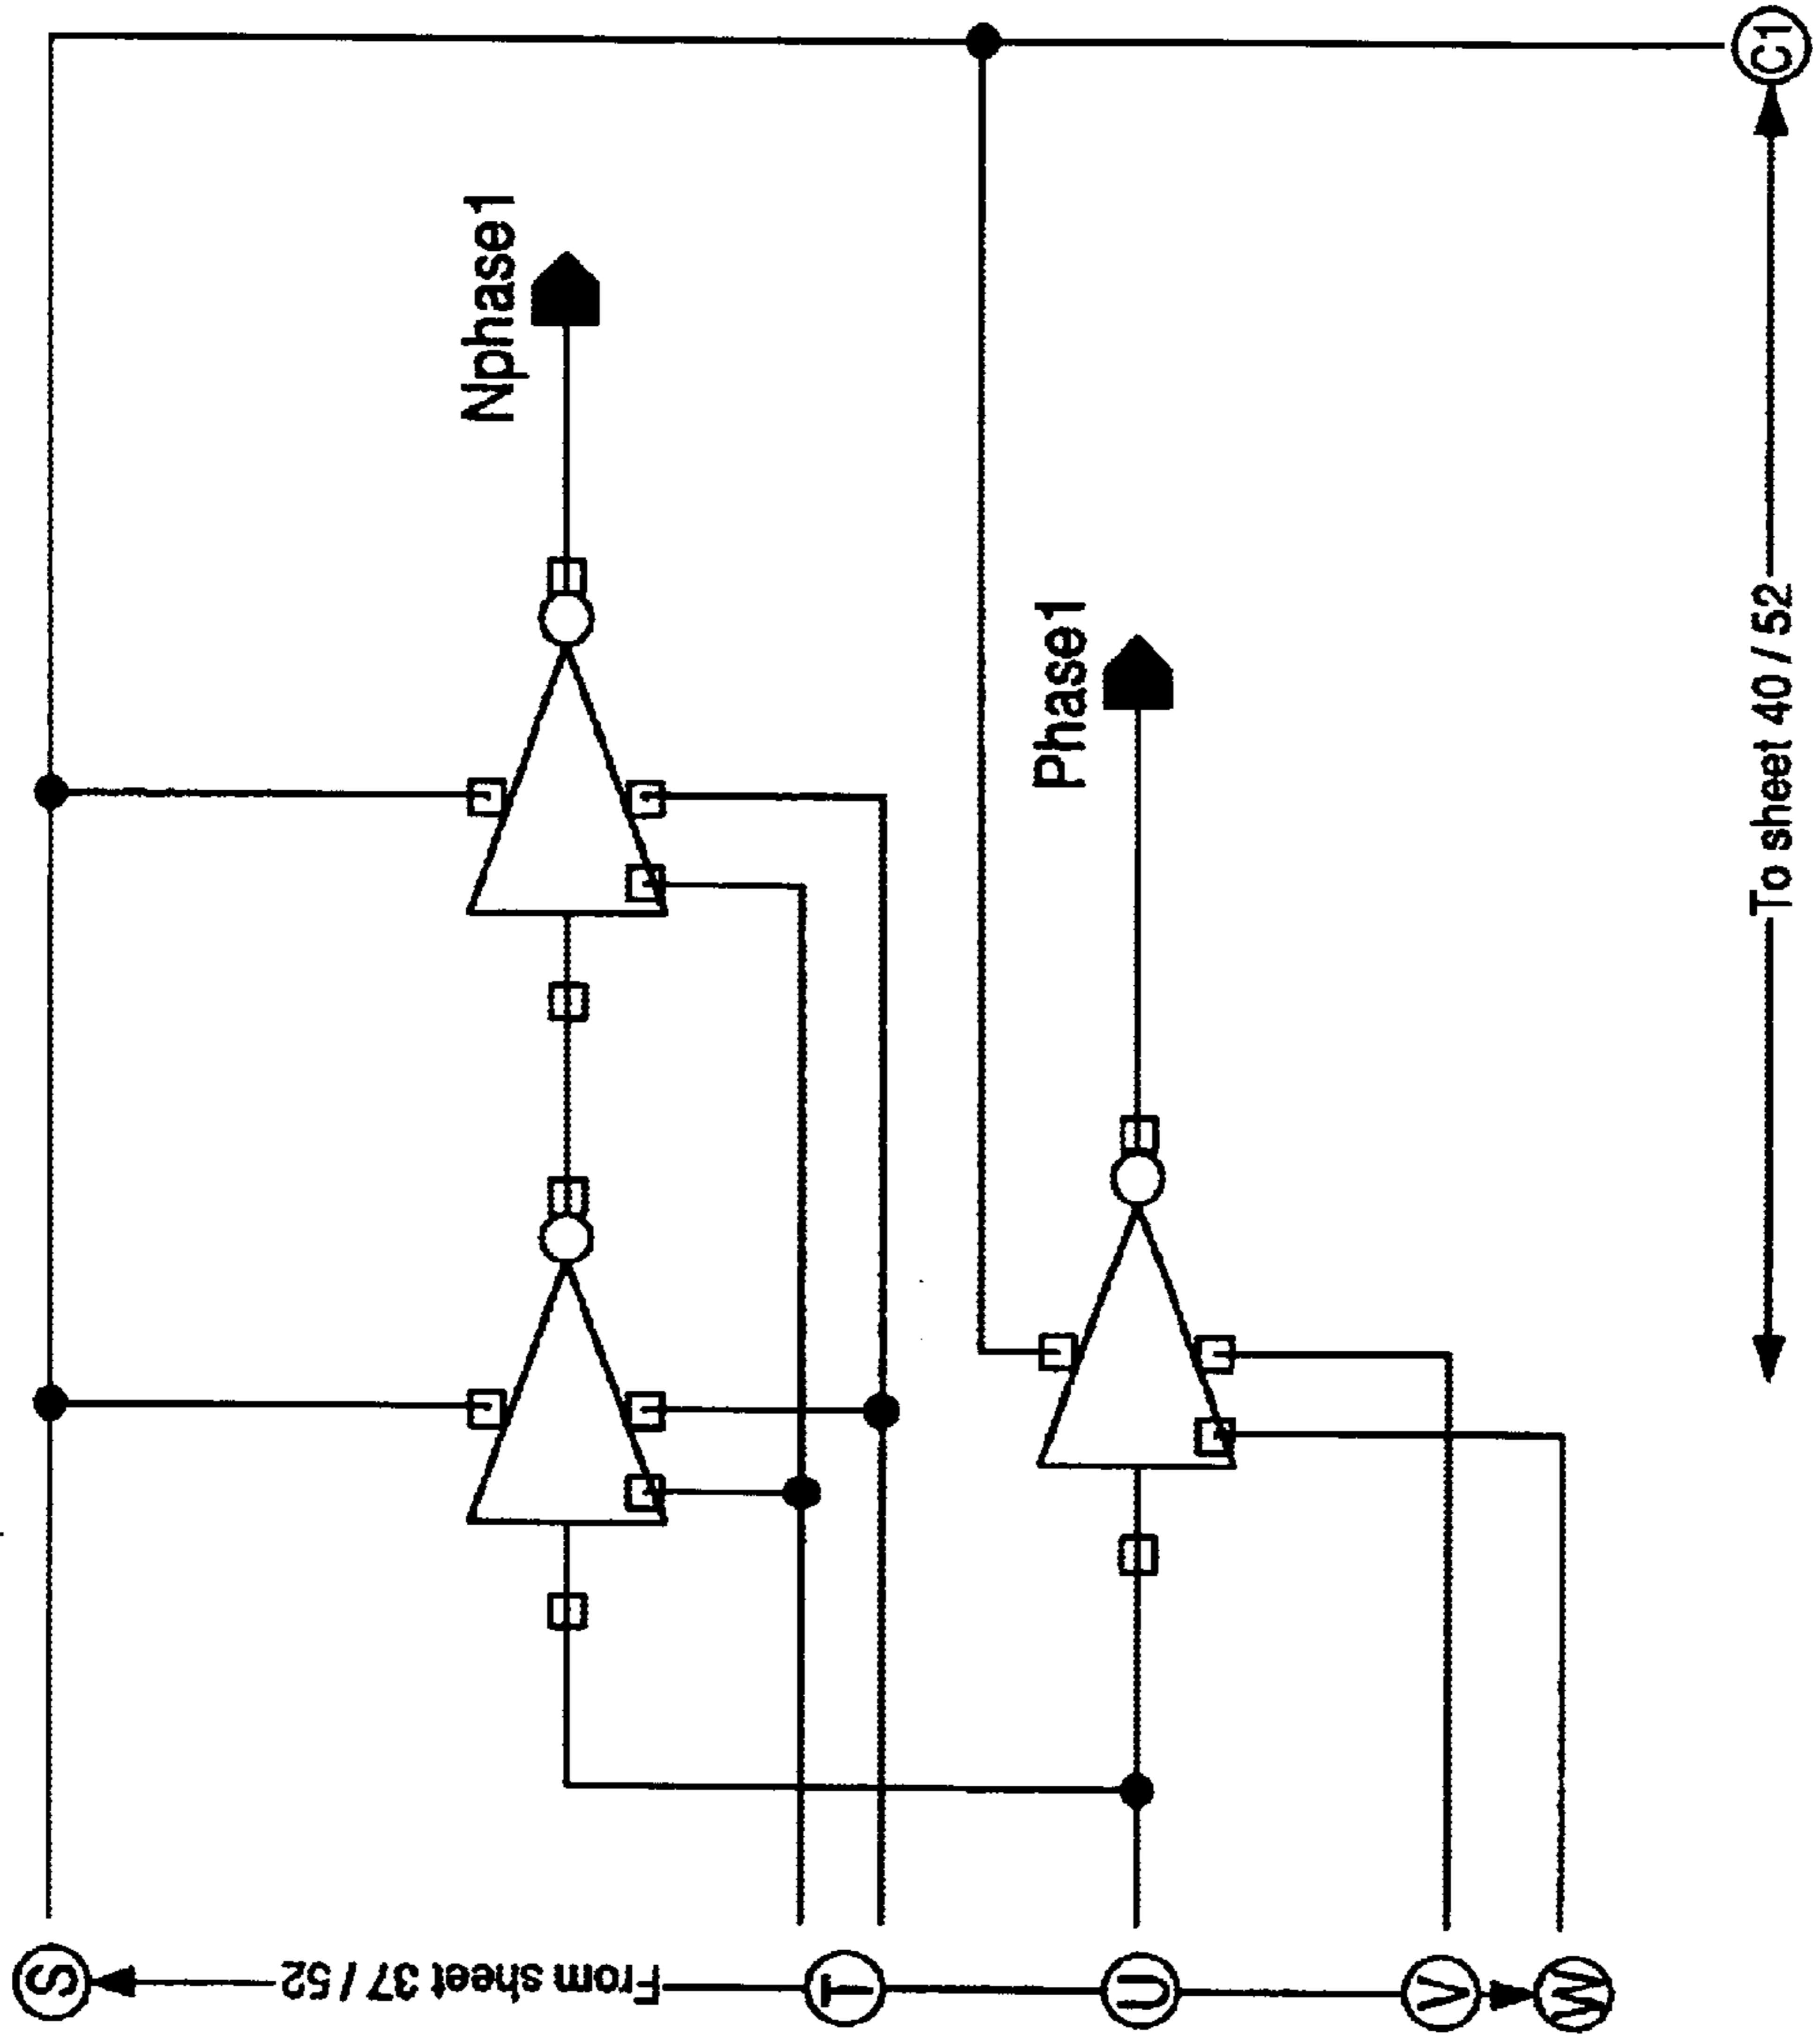 Nphase1
Phase1
C1
To sheet 40 / 52
S
From sheet 37 / 52
T
U
V
W